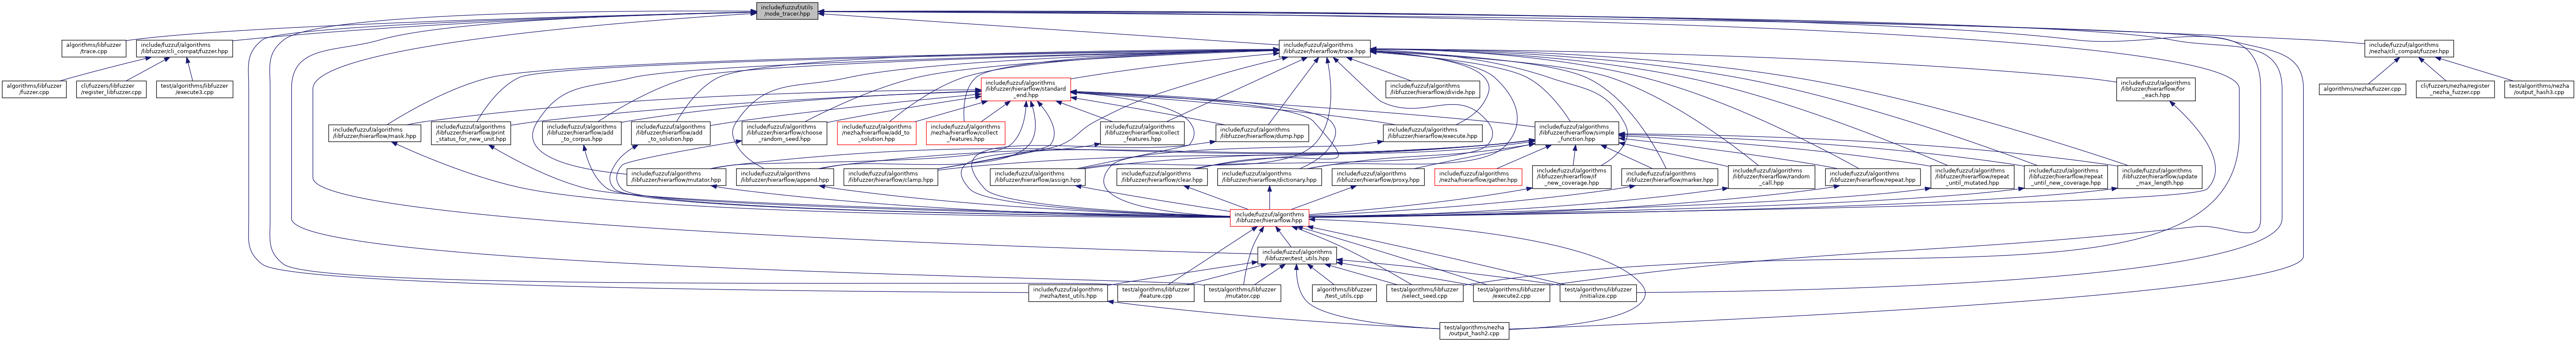 include/fuzzuf/utils
/node_tracer.hpp
algorithms/libfuzzer
/trace.cpp
include/fuzzuf/algorithms
/libfuzzer/cli_compat/fuzzer.hpp
include/fuzzuf/algorithms
/libfuzzer/hierarflow/trace.hpp
include/fuzzuf/algorithms
/nezha/cli_compat/fuzzer.hpp
algorithms/libfuzzer
/fuzzer.cpp
cli/fuzzers/libfuzzer
/register_libfuzzer.cpp
test/algorithms/libfuzzer
/execute3.cpp
include/fuzzuf/algorithms
/libfuzzer/hierarflow/standard
_end.hpp
include/fuzzuf/algorithms
/libfuzzer/hierarflow/divide.hpp
include/fuzzuf/algorithms
/libfuzzer/hierarflow/for
_each.hpp
algorithms/nezha/fuzzer.cpp
cli/fuzzers/nezha/register
_nezha_fuzzer.cpp
test/algorithms/nezha
/output_hash3.cpp
include/fuzzuf/algorithms
/libfuzzer/hierarflow/mask.hpp
include/fuzzuf/algorithms
/libfuzzer/hierarflow/print
_status_for_new_unit.hpp
include/fuzzuf/algorithms
/libfuzzer/hierarflow/add
_to_corpus.hpp
include/fuzzuf/algorithms
/libfuzzer/hierarflow/add
_to_solution.hpp
include/fuzzuf/algorithms
/libfuzzer/hierarflow/choose
_random_seed.hpp
include/fuzzuf/algorithms
/nezha/hierarflow/add_to
_solution.hpp
include/fuzzuf/algorithms
/nezha/hierarflow/collect
_features.hpp
include/fuzzuf/algorithms
/libfuzzer/hierarflow/collect
_features.hpp
include/fuzzuf/algorithms
/libfuzzer/hierarflow/dump.hpp
include/fuzzuf/algorithms
/libfuzzer/hierarflow/execute.hpp
include/fuzzuf/algorithms
/libfuzzer/hierarflow/simple
_function.hpp
include/fuzzuf/algorithms
/libfuzzer/hierarflow/mutator.hpp
include/fuzzuf/algorithms
/libfuzzer/hierarflow/append.hpp
include/fuzzuf/algorithms
/libfuzzer/hierarflow/clamp.hpp
include/fuzzuf/algorithms
/libfuzzer/hierarflow/assign.hpp
include/fuzzuf/algorithms
/libfuzzer/hierarflow/clear.hpp
include/fuzzuf/algorithms
/libfuzzer/hierarflow/dictionary.hpp
include/fuzzuf/algorithms
/libfuzzer/hierarflow/proxy.hpp
include/fuzzuf/algorithms
/nezha/hierarflow/gather.hpp
include/fuzzuf/algorithms
/libfuzzer/hierarflow/if
_new_coverage.hpp
include/fuzzuf/algorithms
/libfuzzer/hierarflow/marker.hpp
include/fuzzuf/algorithms
/libfuzzer/hierarflow/random
_call.hpp
include/fuzzuf/algorithms
/libfuzzer/hierarflow/repeat.hpp
include/fuzzuf/algorithms
/libfuzzer/hierarflow/repeat
_until_mutated.hpp
include/fuzzuf/algorithms
/libfuzzer/hierarflow/repeat
_until_new_coverage.hpp
include/fuzzuf/algorithms
/libfuzzer/hierarflow/update
_max_length.hpp
include/fuzzuf/algorithms
/libfuzzer/hierarflow.hpp
include/fuzzuf/algorithms
/libfuzzer/test_utils.hpp
include/fuzzuf/algorithms
/nezha/test_utils.hpp
test/algorithms/libfuzzer
/feature.cpp
test/algorithms/libfuzzer
/mutator.cpp
algorithms/libfuzzer
/test_utils.cpp
test/algorithms/libfuzzer
/select_seed.cpp
test/algorithms/libfuzzer
/execute2.cpp
test/algorithms/libfuzzer
/initialize.cpp
test/algorithms/nezha
/output_hash2.cpp